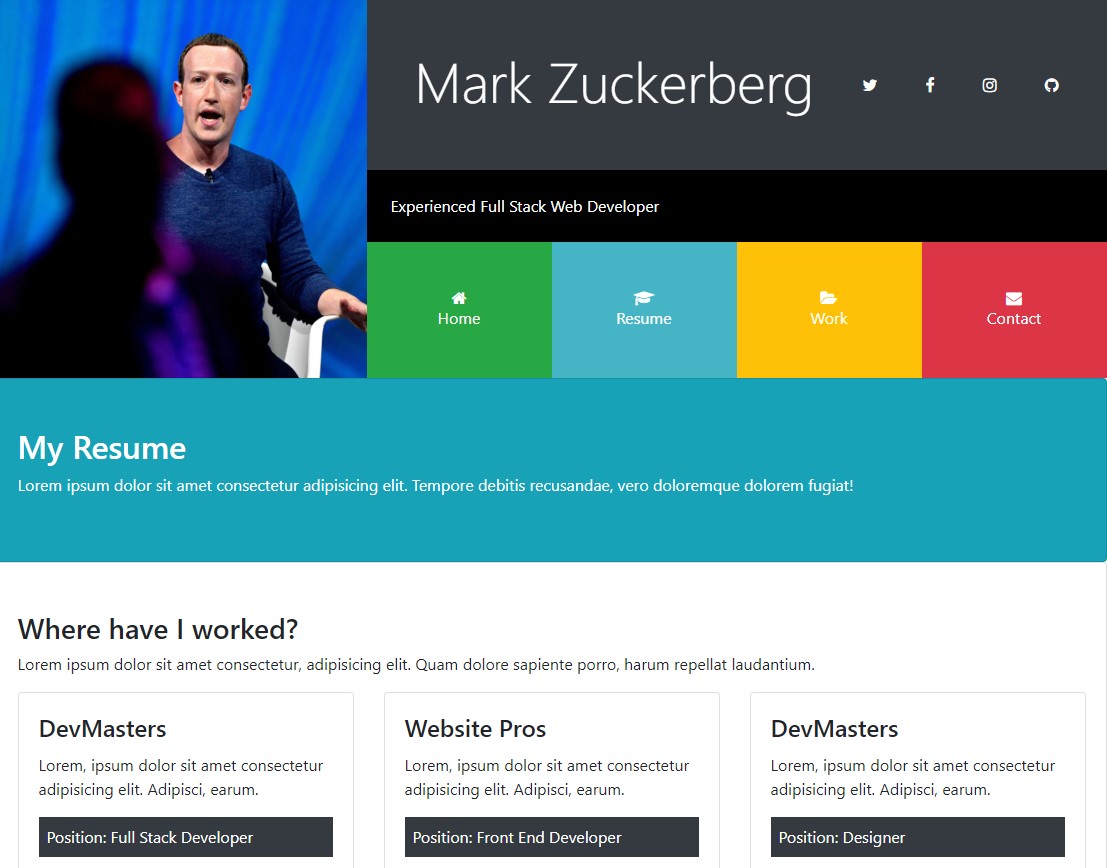 Mark Zuckerberg
Experienced Full Stack Web Developer
Home
Resume
Work
Contact
My Resume
Lorem ipsum dolor sit amet consectetur adipisicing elit. Tempore debitis recusandae, vero doloremque dolorem fugiat!
Where have I worked?
Lorem ipsum dolor sit amet consectetur, adipisicing elit. Quam dolore sapiente porro, harum repellat laudantium.
DevMasters
Lorem, ipsum dolor sit amet consectetur
adipisicing elit. Adipisci, earum.
Position: Full Stack Developer
Website Pros
Lorem, ipsum dolor sit amet consectetur
adipisicing elit. Adipisci, earum.
Position: Front End Developer
DevMasters
Lorem, ipsum dolor sit amet consectetur
adipisicing elit. Adipisci, earum.
Position: Designer